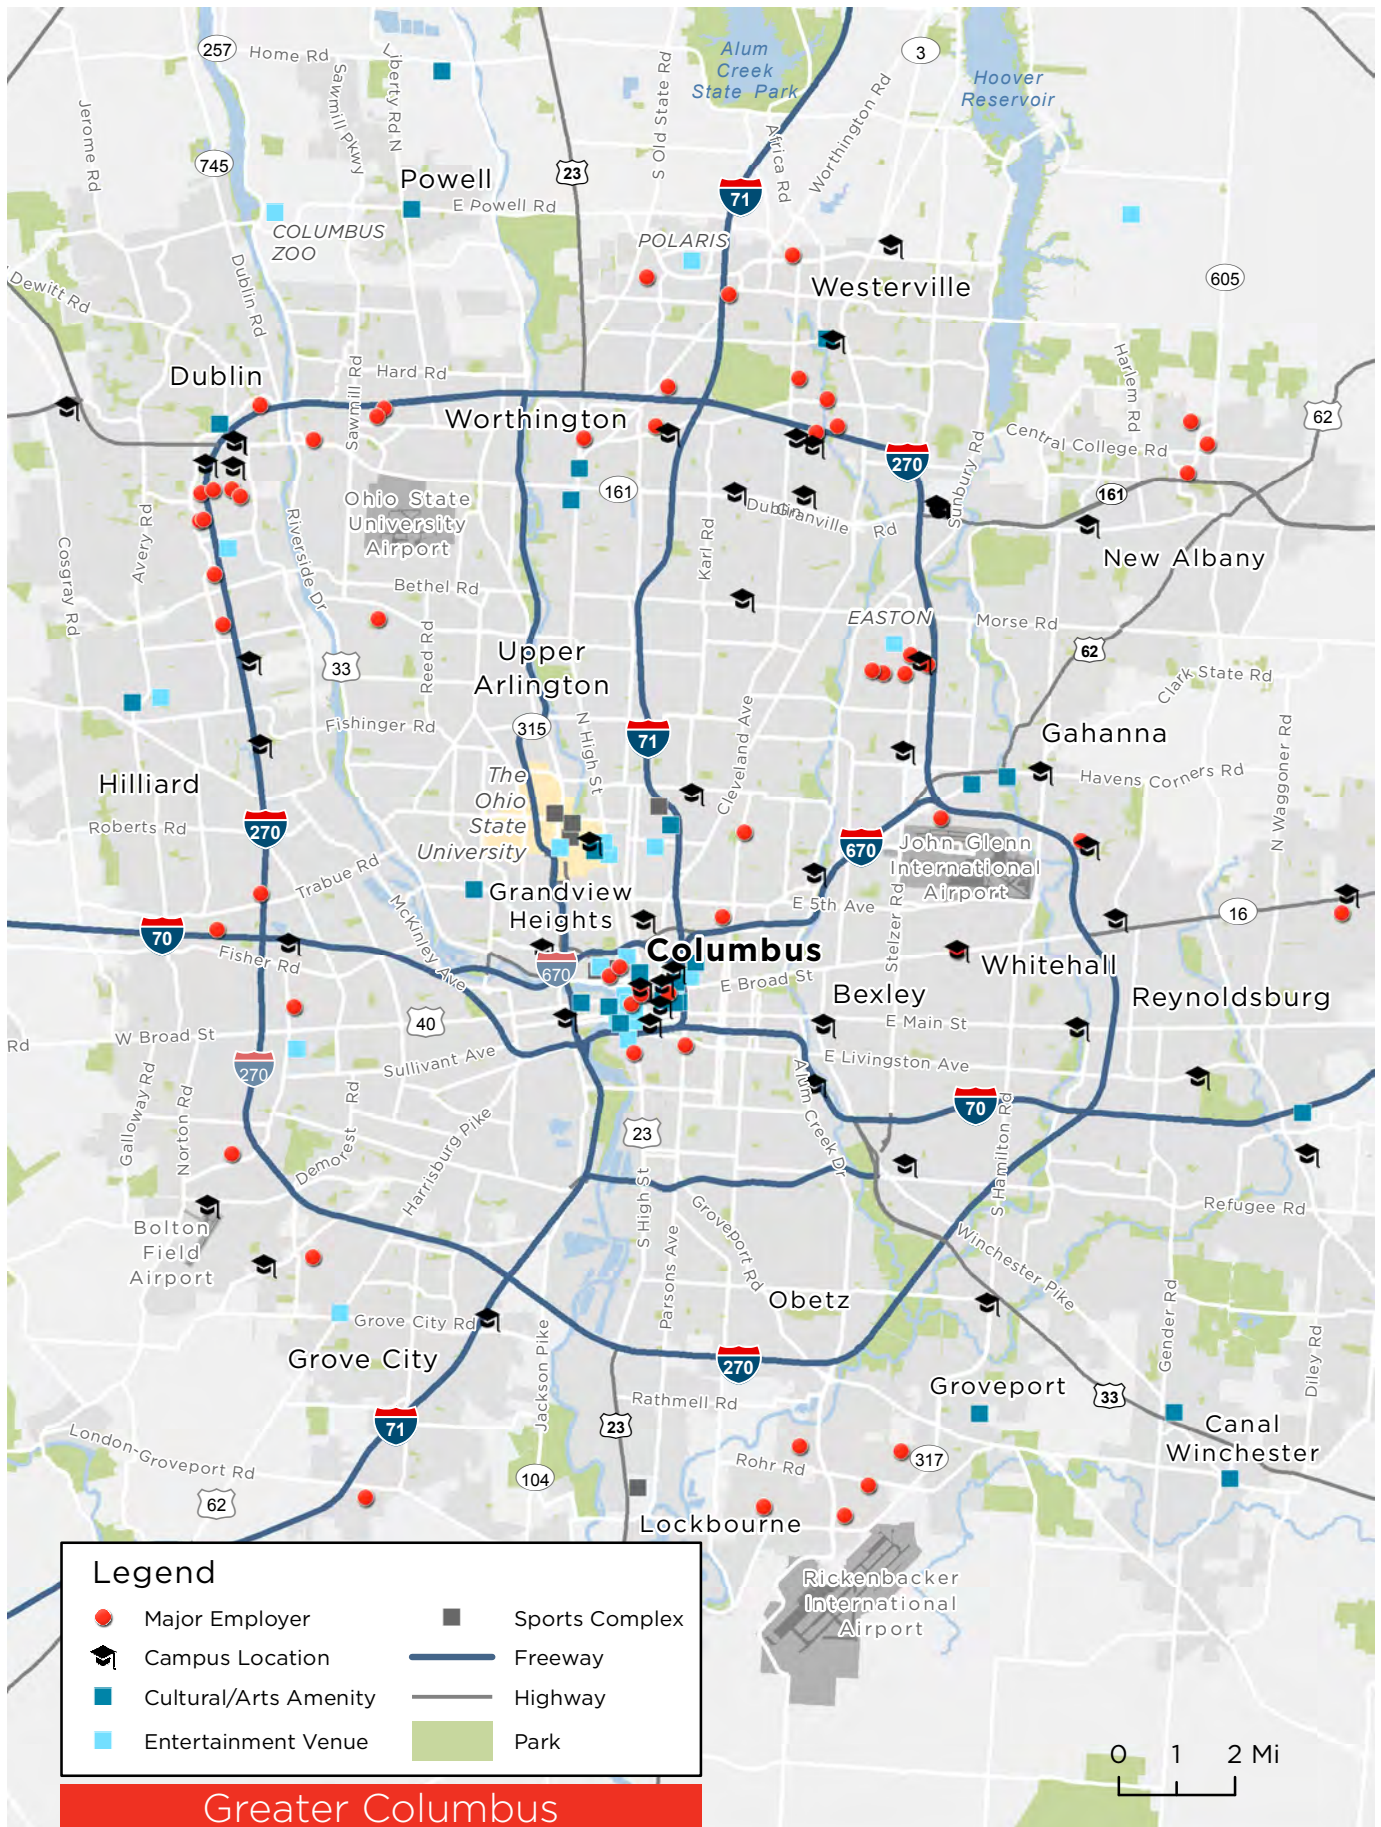 257
Home Rd
Liberty Rd N
Sawmill Pkwy
S Old State Rd
Alum
Creek
State Park
3
Hoover
Reservoir
Jerome Rd
745
Powell
23
Africa Rd
Worthington Rd
71
E Powell Rd
COLUMBUS
ZOO
POLARIS
Dewitt Rd
Dublin Rd
Westerville
605
Dublin
Hard Rd
Sawmill Rd
Harlem Rd
Worthington
62
Central College Rd
270
Sunbury Rd
161
161
Ohio State
University
Airport
Dublin
Granville
Rd
Avery Rd
Riverside Dr
Cosgray Rd
Karl Rd
New Albany
Bethel Rd
EASTON
Morse Rd
62
Upper
Arlington
33
Reed Rd
Clark State Rd
Fishinger Rd
315
N High St
71
Cleveland Ave
Gahanna
N Waggoner Rd
Hilliard
The
Ohio
State
University
Havens Corners Rd
Roberts Rd
270
670
John Glenn
International
Airport
Trabue Rd
Grandview
Heights
McKinley Ave
E 5th Ave
Stelzer Rd
16
70
Fisher Rd
Columbus
670
Whitehall
E Broad St
Bexley
Reynoldsburg
40
E Main St
Rd
W Broad St
Sullivant Ave
E Livingston Ave
270
Galloway Rd
Norton Rd
Demorest Rd
Harrisburg Pike
23
Alum Creek Dr
70
S Hamilton Rd
S High St
Groveport Rd
Refugee Rd
Bolton
Field
Airport
Parsons Ave
Winchester Pike
Obetz
Grove City Rd
Gender Rd
Diley Rd
Grove City
Jackson Pike
270
Groveport
33
Rathmell Rd
71
23
Canal
Winchester
London-Groveport Rd
Rohr Rd
317
104
62
Lockbourne
Rickenbacker
International
Airport
Legend
Major Employer
Sports Complex
Campus Location
Freeway
Cultural/Arts Amenity
Highway
Entertainment Venue
Park
0 1 2 Mi
Greater Columbus